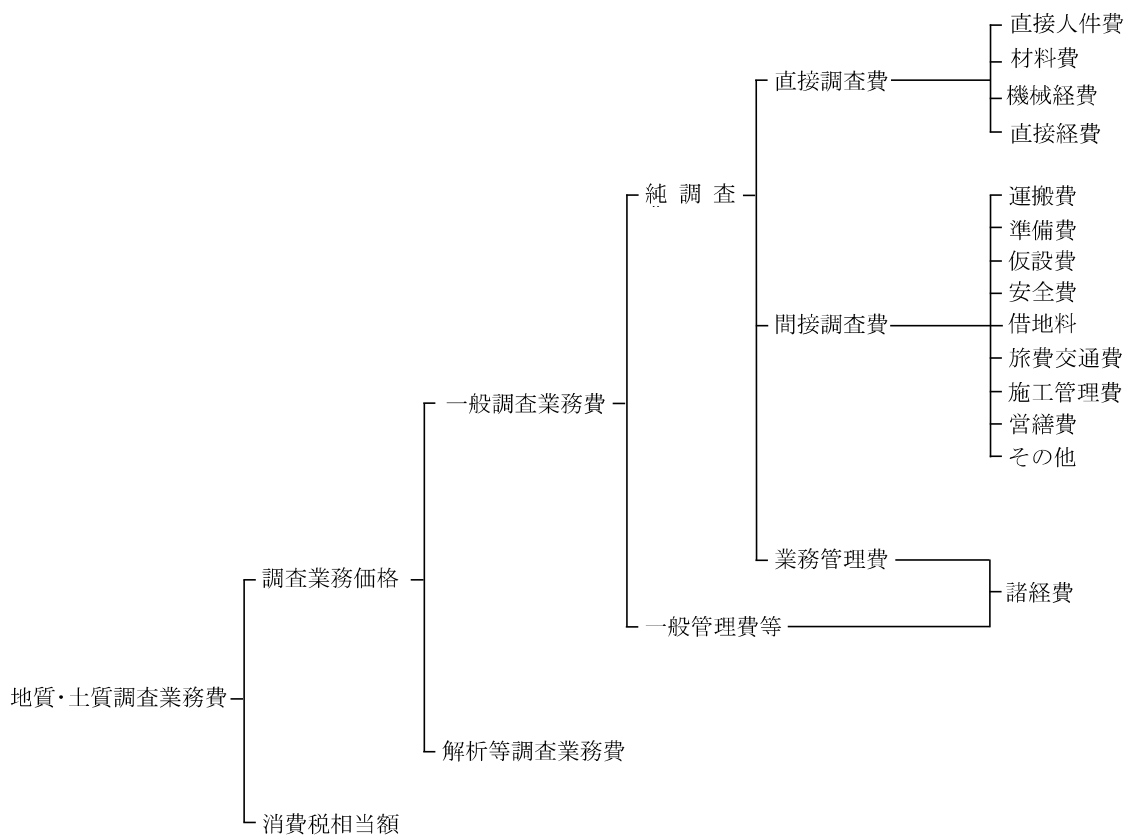 直接人件費
材料費
直接調査費
機械経費
直接経費
純 調 査
運搬費
準備費
仮設費
安全費
間接調査費
借地料
旅費交通費
施工管理費
一般調査業務費
営繕費
その他
業務管理費
調査業務価格
諸経費
一般管理費等
地質・土質調査業務費
解析等調査業務費
消費税相当額